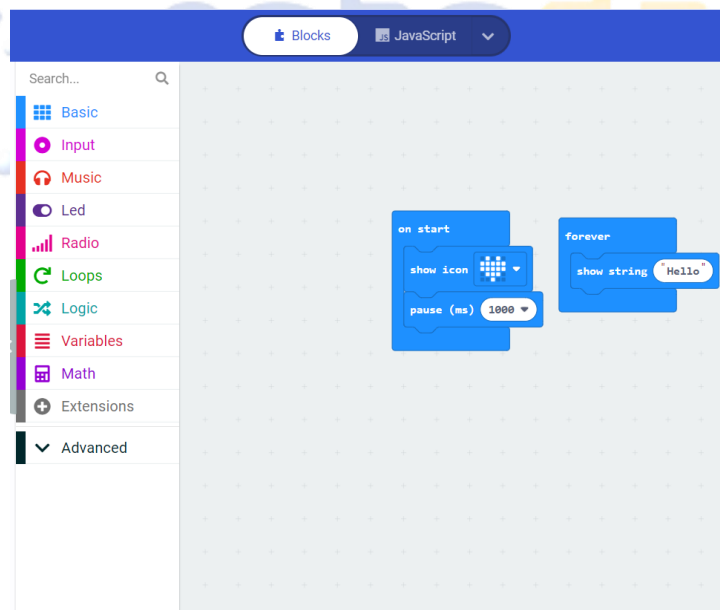 Blocks
JS JavaScript
Search...
Basic
Input
Music
Led
Radio
Loops
Logic
Variables
Math
Extensions
Advanced
on start
show icon
pause (ms) 1000
forever
show string "Hello"